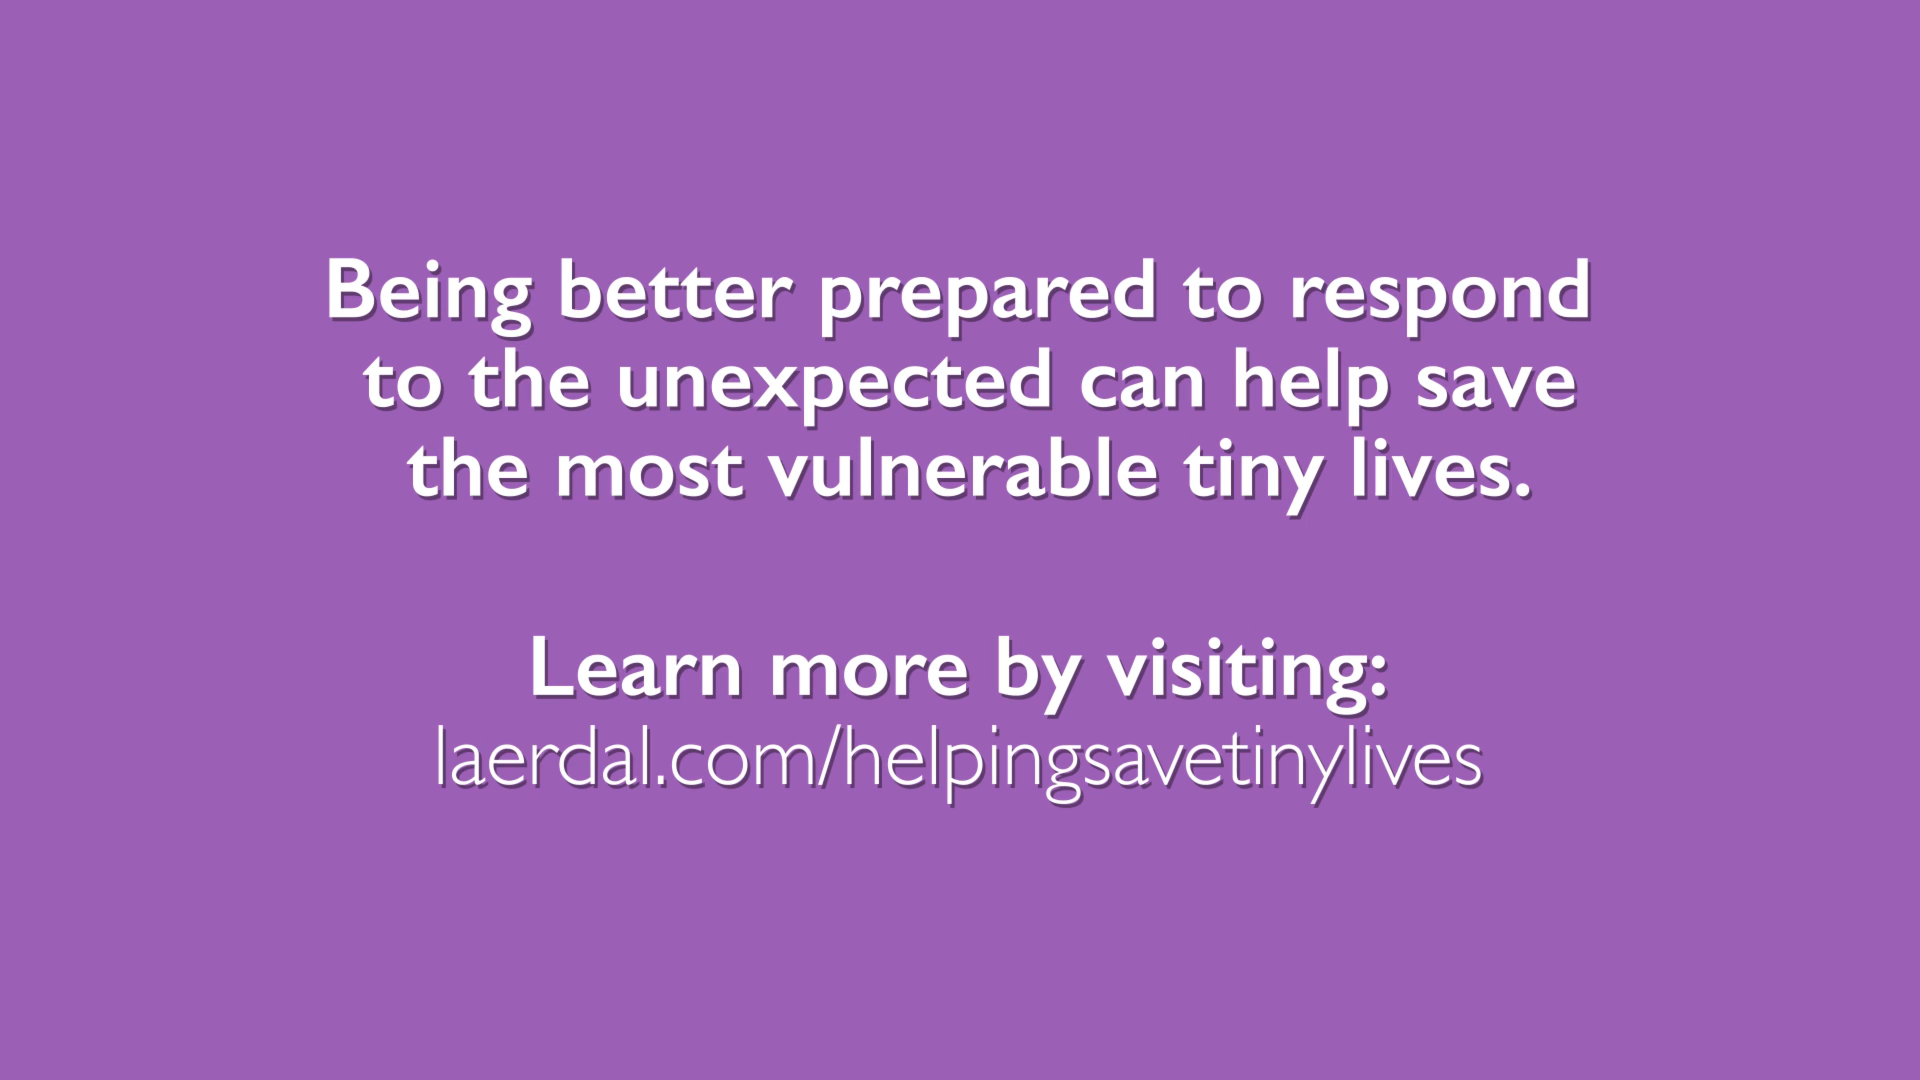 Being better prepared to respond
to the unexpected can help save
the most vulnerable tiny lives.
Learn more by visiting:
laerdal.com/helpingsavetinylives